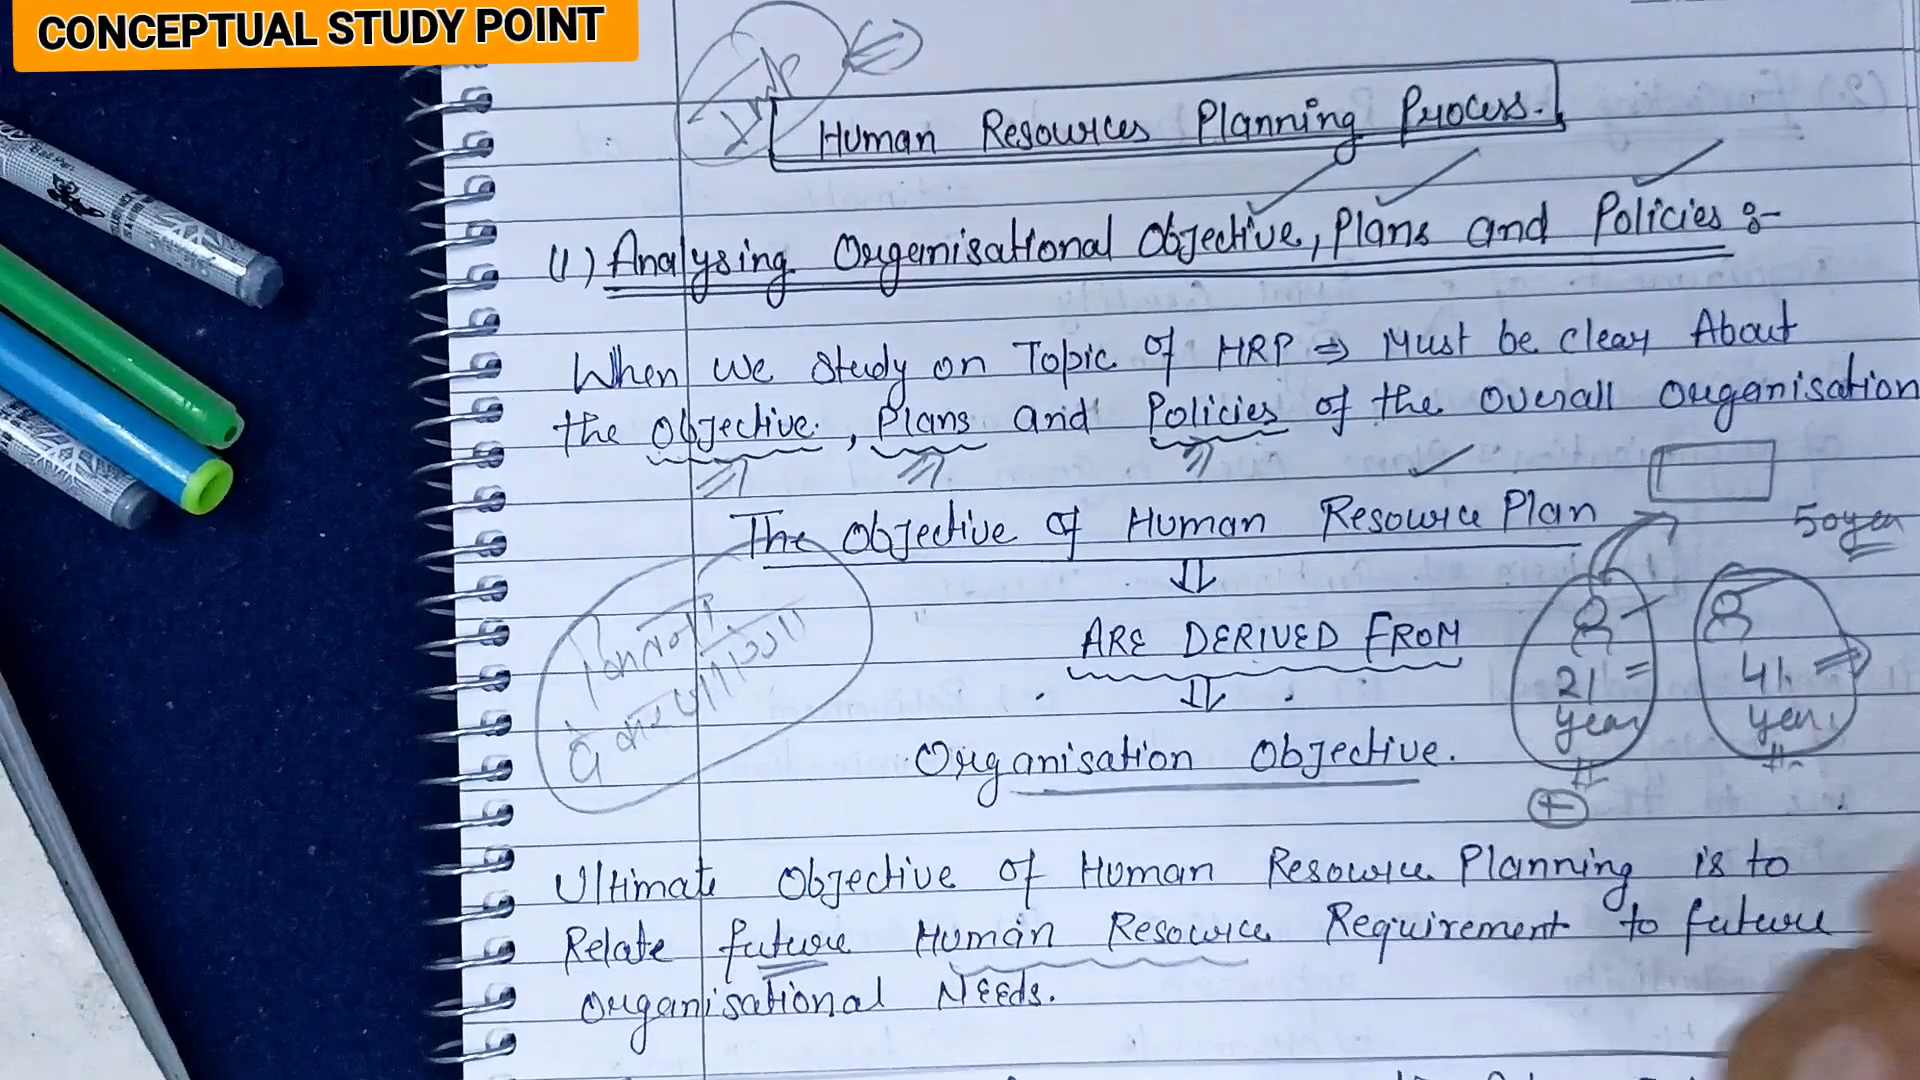 CONCEPTUAL STUDY POINT
Imp
Human Resources Planning Process.
(1) Analysing Organisational Objective, Plans and Policies :-
When we study on Topic of HRP ⇒ Must be clear About
the Objective, Plans and Policies of the Overall Organisation
The Objective of Human Resource Plan
50 year
ARE DERIVED FROM
21 year
41 year
Organisation Objective.
Ultimate Objective of Human Resource Planning is to
Relate future Human Resource Requirement to future
Organisational Needs.